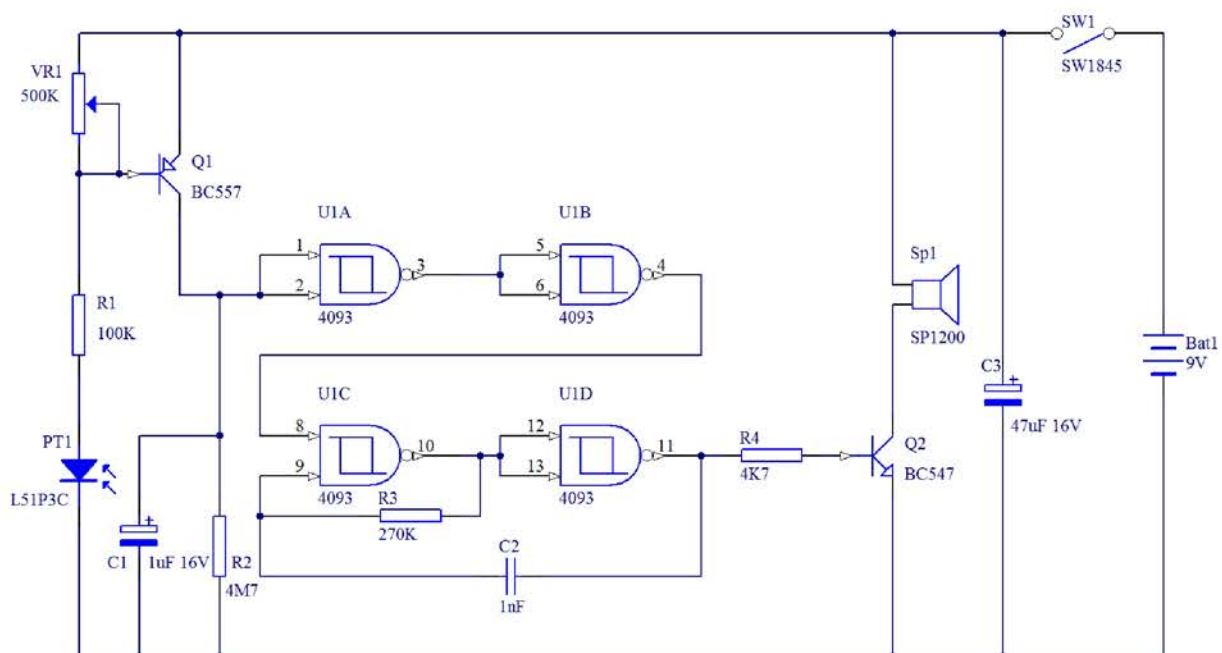 SW1
SW1845
VR1
500K
Q1
BC557
U1A
U1B
1
2
3
5
6
4
4093
4093
Sp1
SP1200
R1
100K
Bat1
9V
C3
+
47uF 16V
U1C
U1D
8
9
10
12
13
11
4093
4093
R4
4K7
Q2
BC547
PT1
L51P3C
R3
270K
C2
1nF
+
C1
1uF 16V
R2
4M7